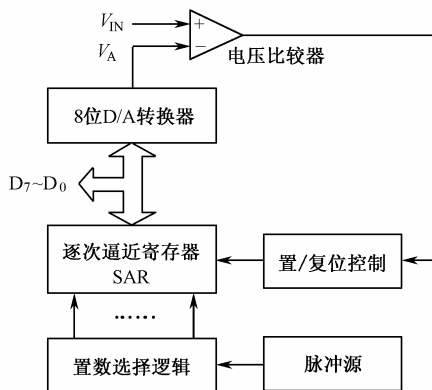 V_IN
+
V_A
−
电压比较器
8位D/A转换器
D₇~D₀
逐次逼近寄存器
SAR
置/复位控制
……
置数选择逻辑
脉冲源